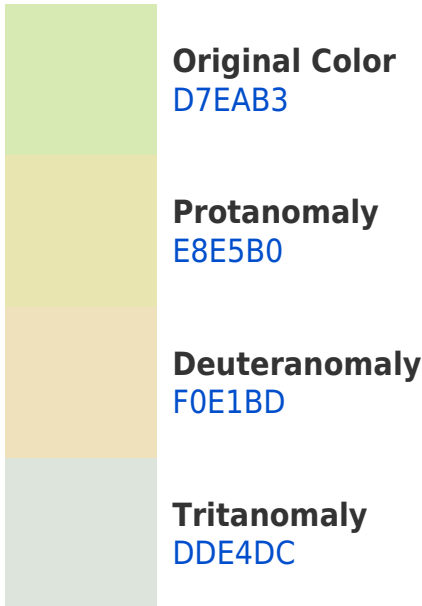 Original Color
D7EAB3
Protanomaly
E8E5B0
Deuteranomaly
F0E1BD
Tritanomaly
DDE4DC